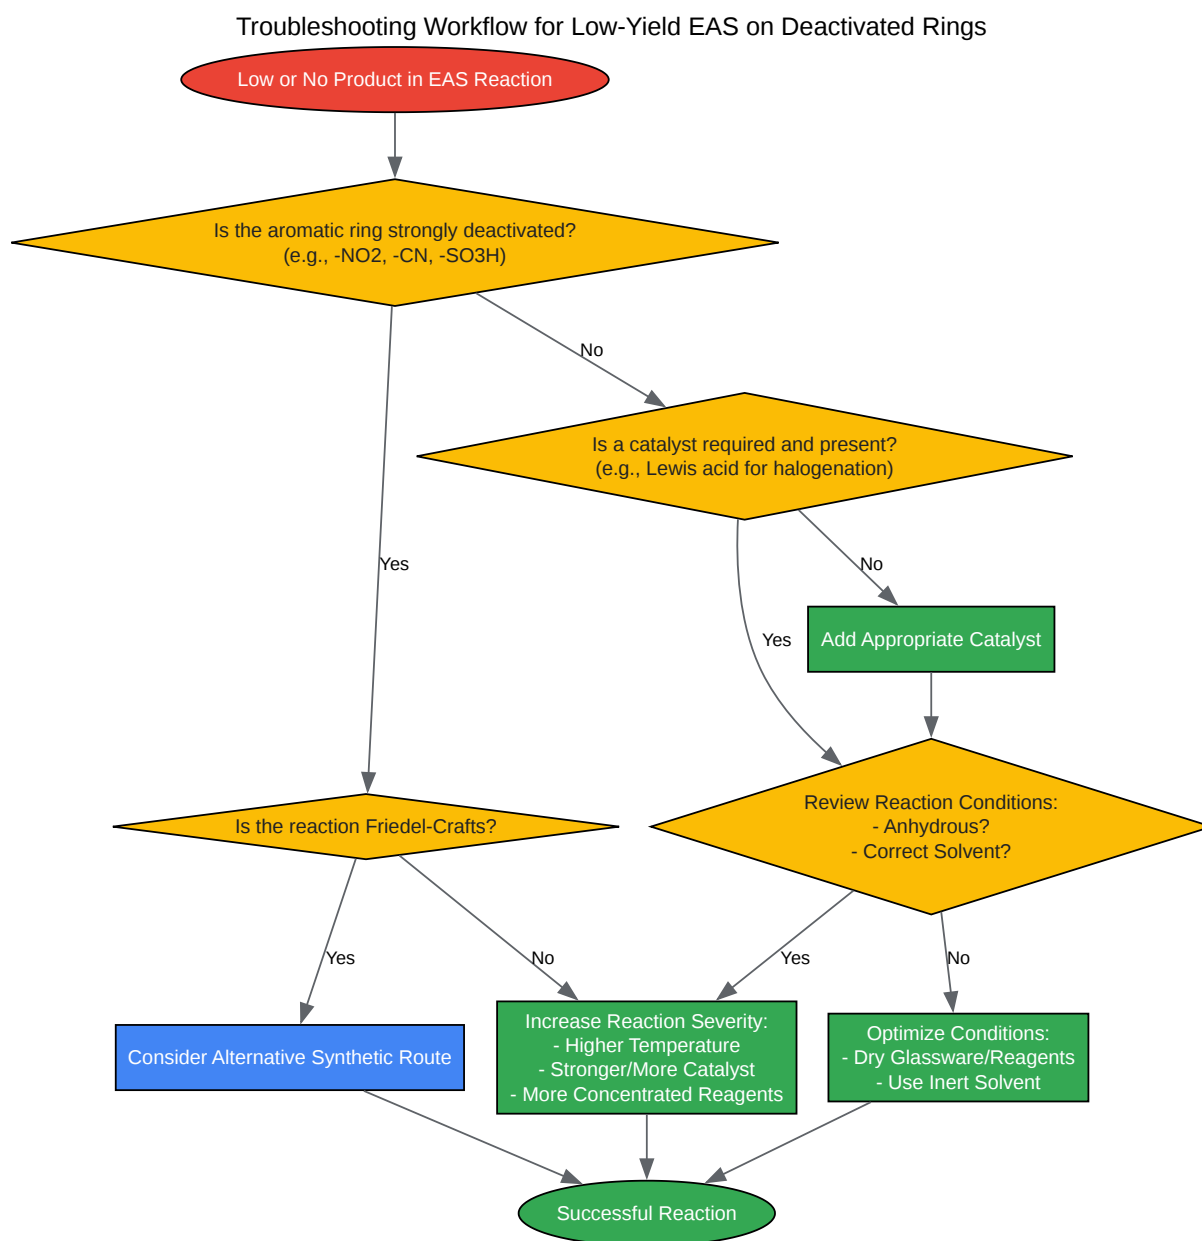 Troubleshooting Workflow for Low-Yield EAS on Deactivated Rings
Low or No Product in EAS Reaction
Is the aromatic ring strongly deactivated?
(e.g., -NO2, -CN, -SO3H)
No
Is a catalyst required and present?
(e.g., Lewis acid for halogenation)
Yes
No
Yes
Add Appropriate Catalyst
Is the reaction Friedel-Crafts?
Review Reaction Conditions:
- Anhydrous?
- Correct Solvent?
Yes
No
Yes
No
Consider Alternative Synthetic Route
Increase Reaction Severity:
- Higher Temperature
- Stronger/More Catalyst
- More Concentrated Reagents
Optimize Conditions:
- Dry Glassware/Reagents
- Use Inert Solvent
Successful Reaction